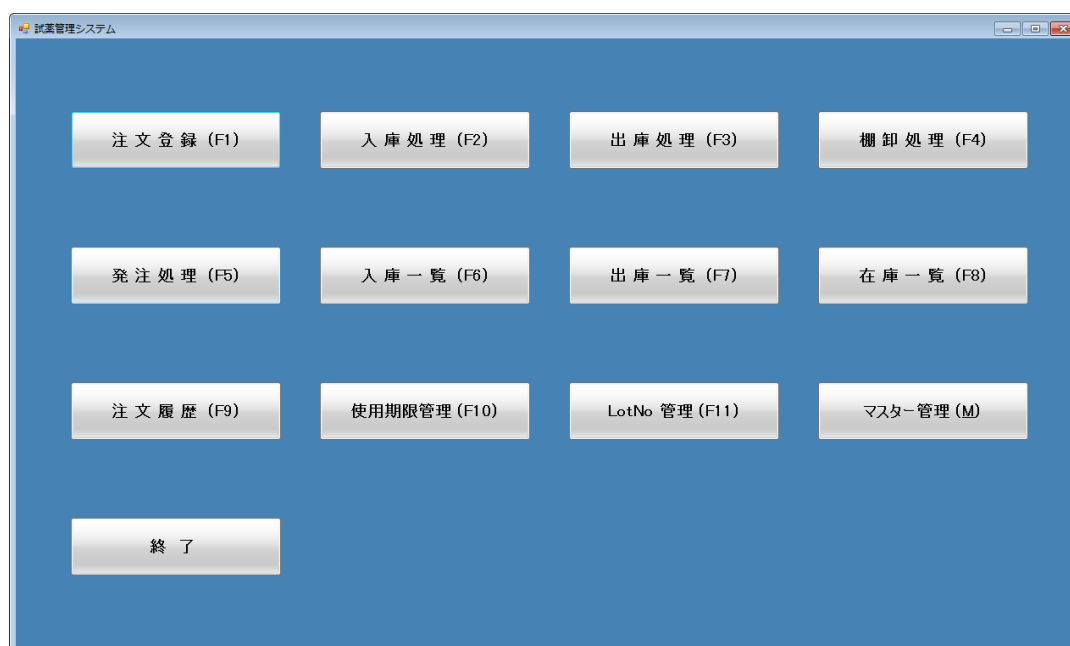 試薬管理システム
注文登録 (F1)
入庫処理 (F2)
出庫処理 (F3)
棚卸処理 (F4)
発注処理 (F5)
入庫一覧 (F6)
出庫一覧 (F7)
在庫一覧 (F8)
注文履歴 (F9)
使用期限管理 (F10)
LotNo 管理 (F11)
マスター管理 (M)
終了